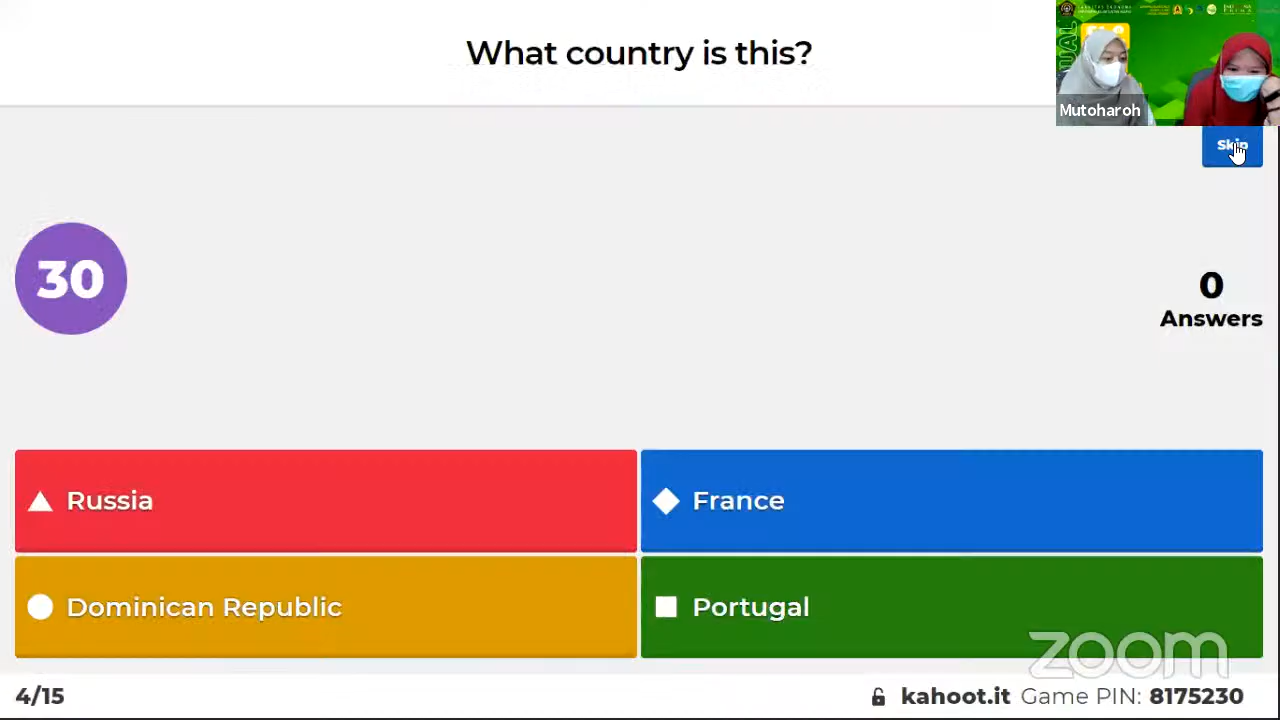 What country is this?
Mutoharoh
Skip
30
0
Answers
Russia
France
Dominican Republic
Portugal
zoom
4/15
kahoot.it Game PIN: 8175230